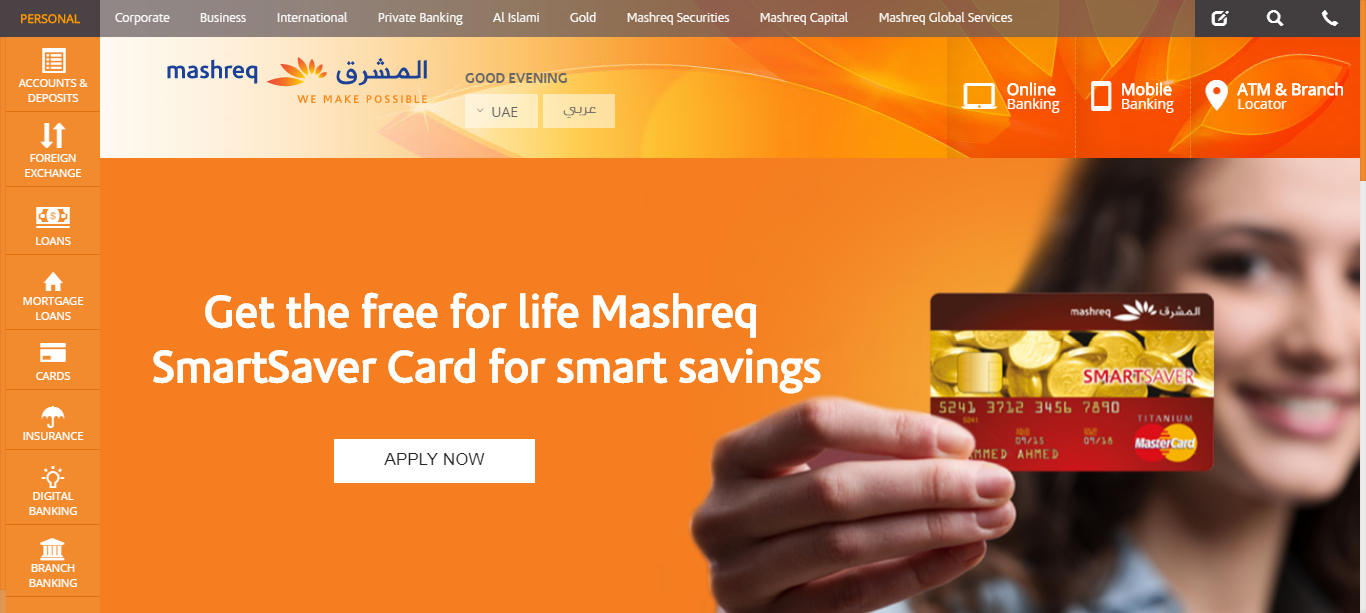 PERSONAL
Corporate
Business
International
Private Banking
Al Islami
Gold
Mashreq Securities
Mashreq Capital
Mashreq Global Services
ACCOUNTS &
DEPOSITS
FOREIGN
EXCHANGE
LOANS
MORTGAGE
LOANS
CARDS
INSURANCE
DIGITAL
BANKING
BRANCH
BANKING
mashreq المشرق
WE MAKE POSSIBLE
GOOD EVENING
UAE
عربي
Online
Banking
Mobile
Banking
ATM & Branch
Locator
Get the free for life Mashreq
SmartSaver Card for smart savings
APPLY NOW
mashreq المشرق
SMARTSAVER
5241 3712 3456 7890
5241
TITANIUM
09/15 09/18
MasterCard
MMED AHMED